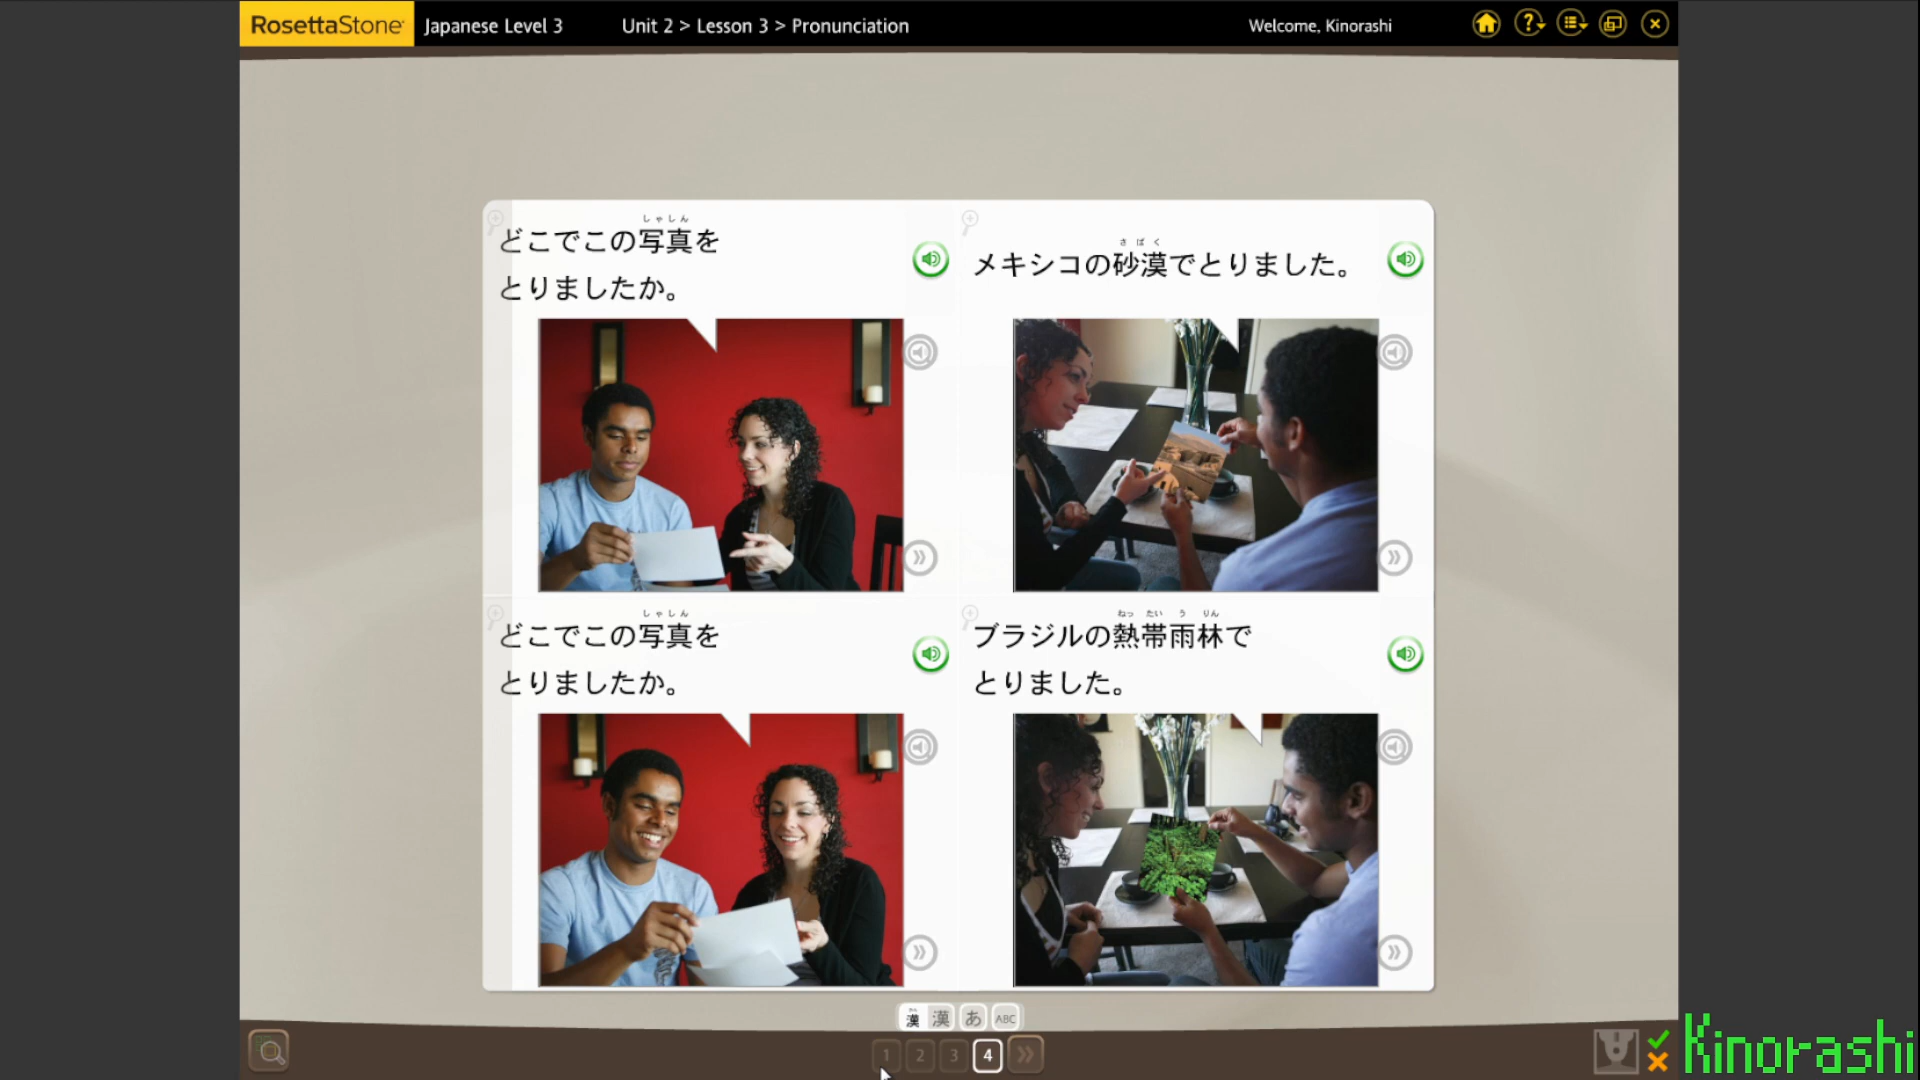 RosettaStone Japanese Level 3 Unit 2 > Lesson 3 > Pronunciation Welcome, Kinorashi
しゃしん
どこでこの写真を
とりましたか。
さばく
メキシコの砂漠でとりました。
しゃしん
どこでこの写真を
とりましたか。
ねっ たい う りん
ブラジルの熱帯雨林で
とりました。
漢 漢 あ ABC
1 2 3 4
Kinorashi